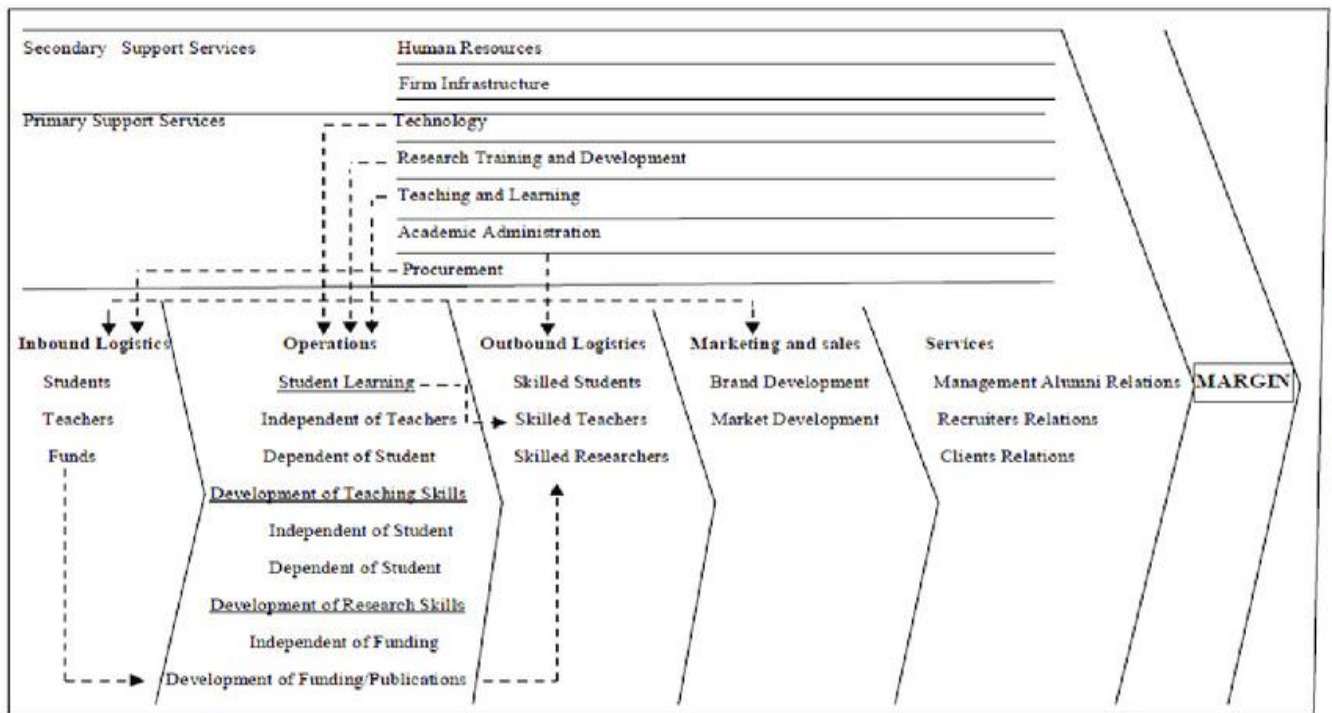 Secondary Support Services
Human Resources
Firm Infrastructure
Primary Support Services
Technology
Research Training and Development
Teaching and Learning
Academic Administration
Procurement
Inbound Logistics
Students
Teachers
Funds
Operations
Student Learning
Independent of Teachers
Dependent of Student
Development of Teaching Skills
Independent of Student
Dependent of Student
Development of Research Skills
Independent of Funding
Development of Funding/Publications
Outbound Logistics
Skilled Students
Skilled Teachers
Skilled Researchers
Marketing and sales
Brand Development
Market Development
Services
Management Alumni Relations
Recruiters Relations
Clients Relations
MARGIN